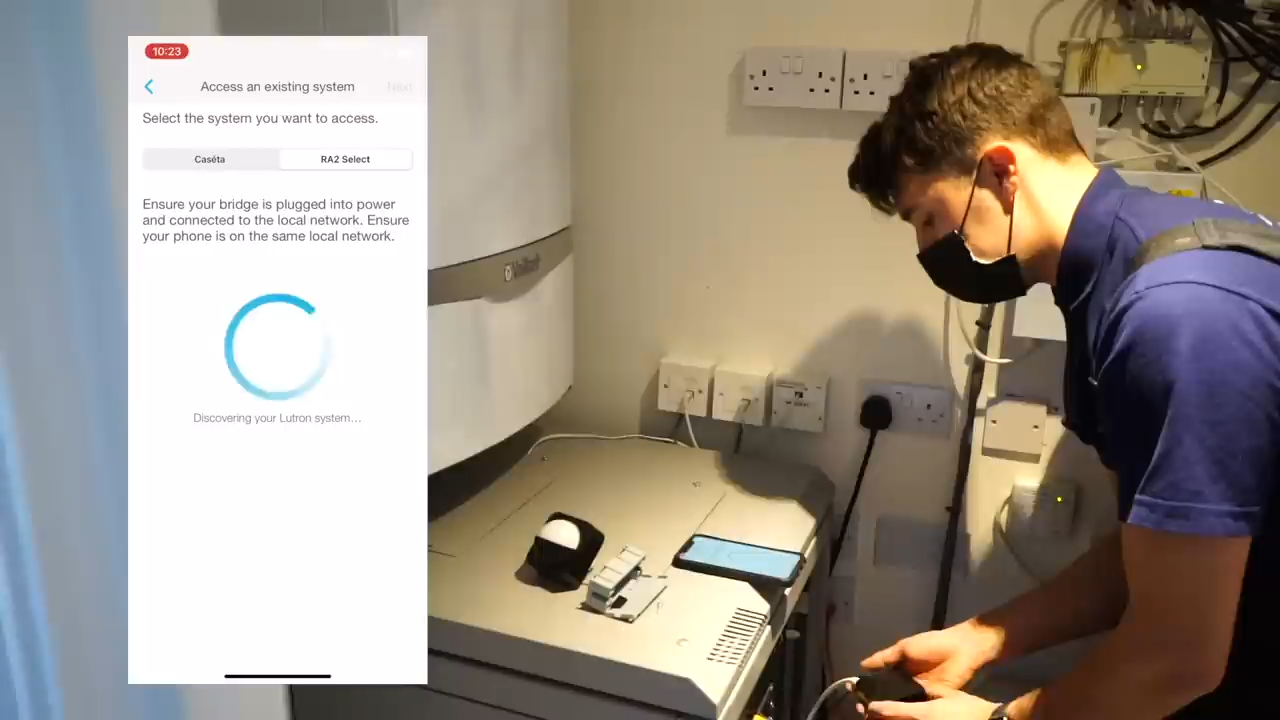 10:23
Access an existing system
Next
Select the system you want to access.
Caséta
RA2 Select
Ensure your bridge is plugged into power
and connected to the local network. Ensure
your phone is on the same local network.
Discovering your Lutron system...
Vaillant